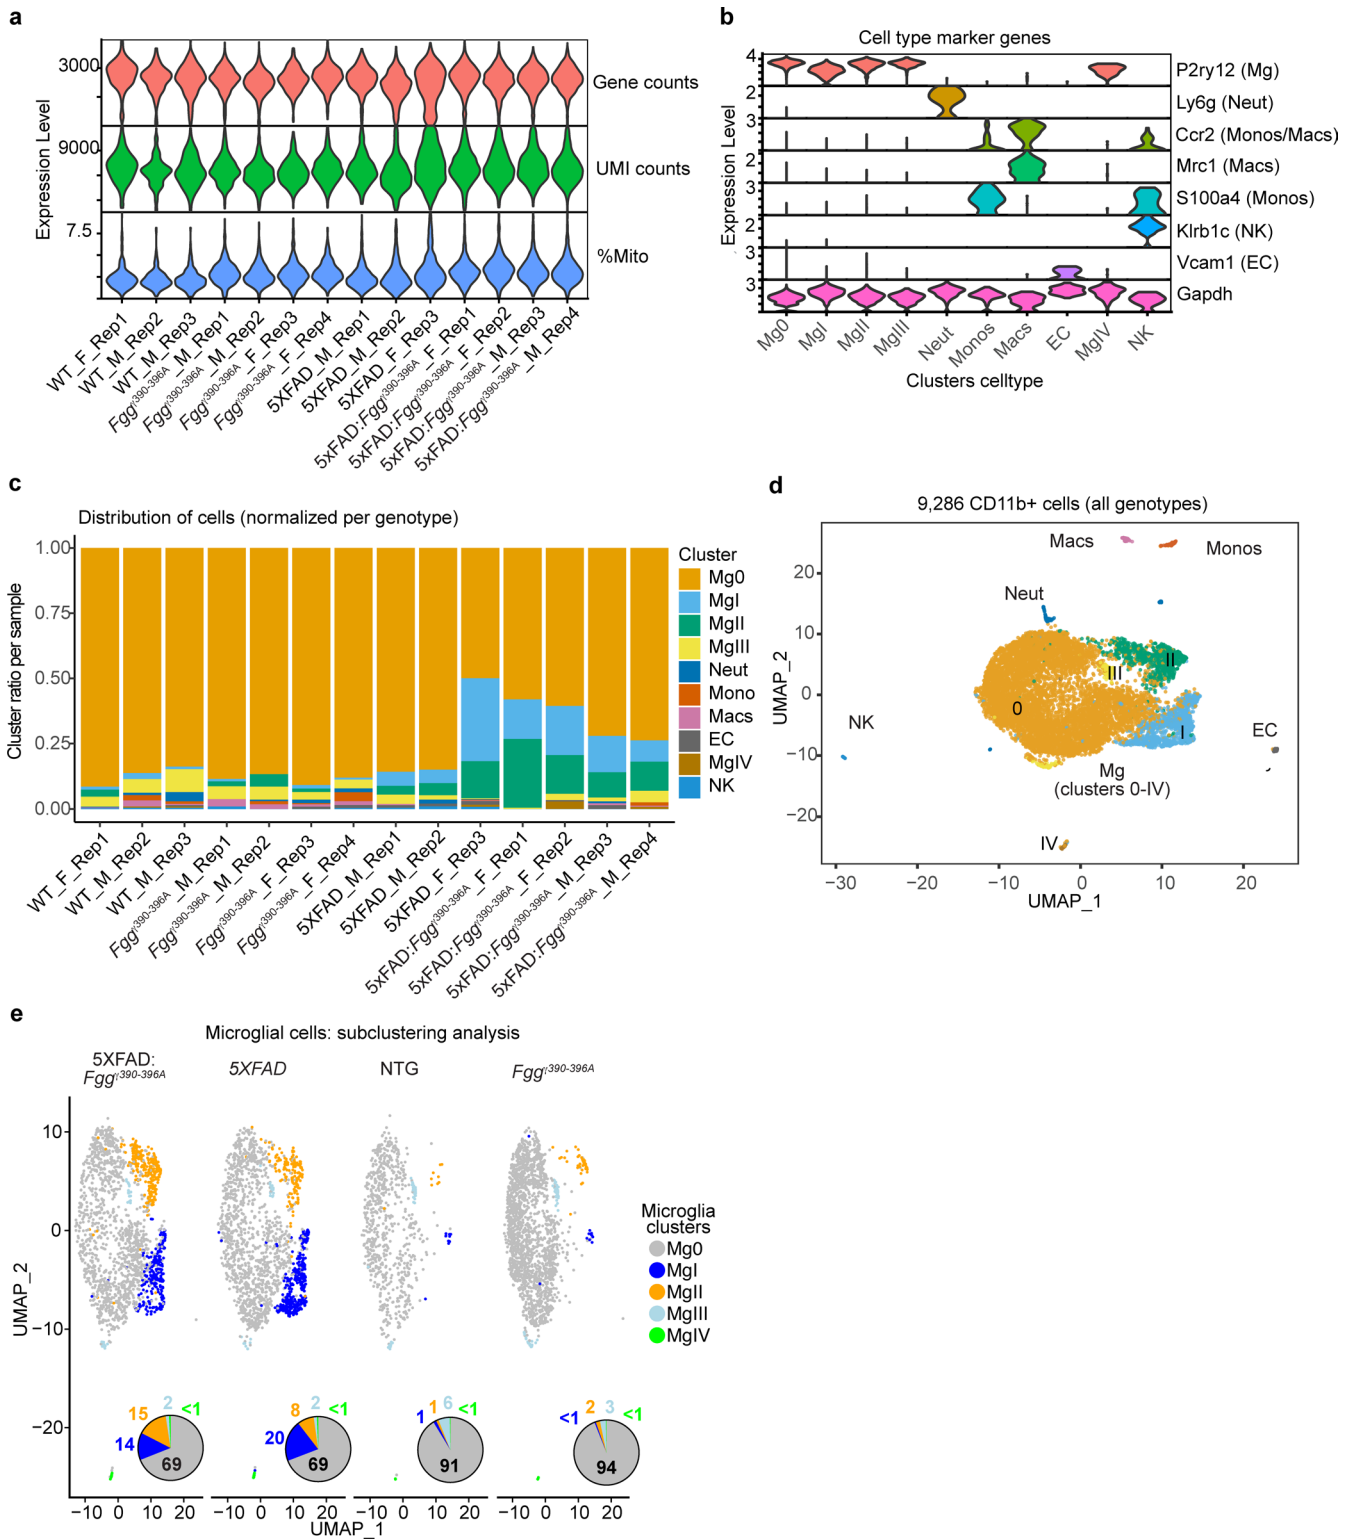 a
3000
9000
7.5
Expression Level
Gene counts
UMI counts
%Mito
WT_F_Rep1
WT_M_Rep2
WT_M_Rep3
Fggγ390-396A_M_Rep1
Fggγ390-396A_M_Rep2
Fggγ390-396A_F_Rep3
Fggγ390-396A_F_Rep4
5XFAD_M_Rep1
5XFAD_M_Rep2
5XFAD_F_Rep3
5xFAD:Fggγ390-396A_F_Rep1
5xFAD:Fggγ390-396A_F_Rep2
5xFAD:Fggγ390-396A_M_Rep3
5xFAD:Fggγ390-396A_M_Rep4
b
Cell type marker genes
Expression Level
4
2
3
2
3
2
3
3
P2ry12 (Mg)
Ly6g (Neut)
Ccr2 (Monos/Macs)
Mrc1 (Macs)
S100a4 (Monos)
Klrb1c (NK)
Vcam1 (EC)
Gapdh
Mg0
MgI
MgII
MgIII
Neut
Monos
Macs
EC
MgIV
NK
Clusters celltype
c
Distribution of cells (normalized per genotype)
Cluster ratio per sample
1.00
0.75
0.50
0.25
0.00
Cluster
Mg0
MgI
MgII
MgIII
Neut
Mono
Macs
EC
MgIV
NK
WT_F_Rep1
WT_M_Rep2
WT_M_Rep3
Fggγ390-396A_M_Rep1
Fggγ390-396A_M_Rep2
Fggγ390-396A_F_Rep3
Fggγ390-396A_F_Rep4
5XFAD_M_Rep1
5XFAD_M_Rep2
5XFAD_F_Rep3
5xFAD:Fggγ390-396A_F_Rep1
5xFAD:Fggγ390-396A_F_Rep2
5xFAD:Fggγ390-396A_M_Rep3
5xFAD:Fggγ390-396A_M_Rep4
d
9,286 CD11b+ cells (all genotypes)
UMAP_2
20
10
0
−10
−20
Macs
Monos
Neut
II
III
0
I
NK
EC
Mg
(clusters 0-IV)
IV
−30
−20
−10
0
10
20
UMAP_1
e
Microglial cells: subclustering analysis
5XFAD:
Fggγ390-396A
5XFAD
NTG
Fggγ390-396A
UMAP_2
10
0
−10
−20
Microglia
clusters
Mg0
MgI
MgII
MgIII
MgIV
15 2 <1
14
69
8 2 <1
20
69
1 1 6 <1
91
<1 2 3 <1
94
−10 0 10 20
−10 0 10 20
−10 0 10 20
−10 0 10 20
UMAP_1